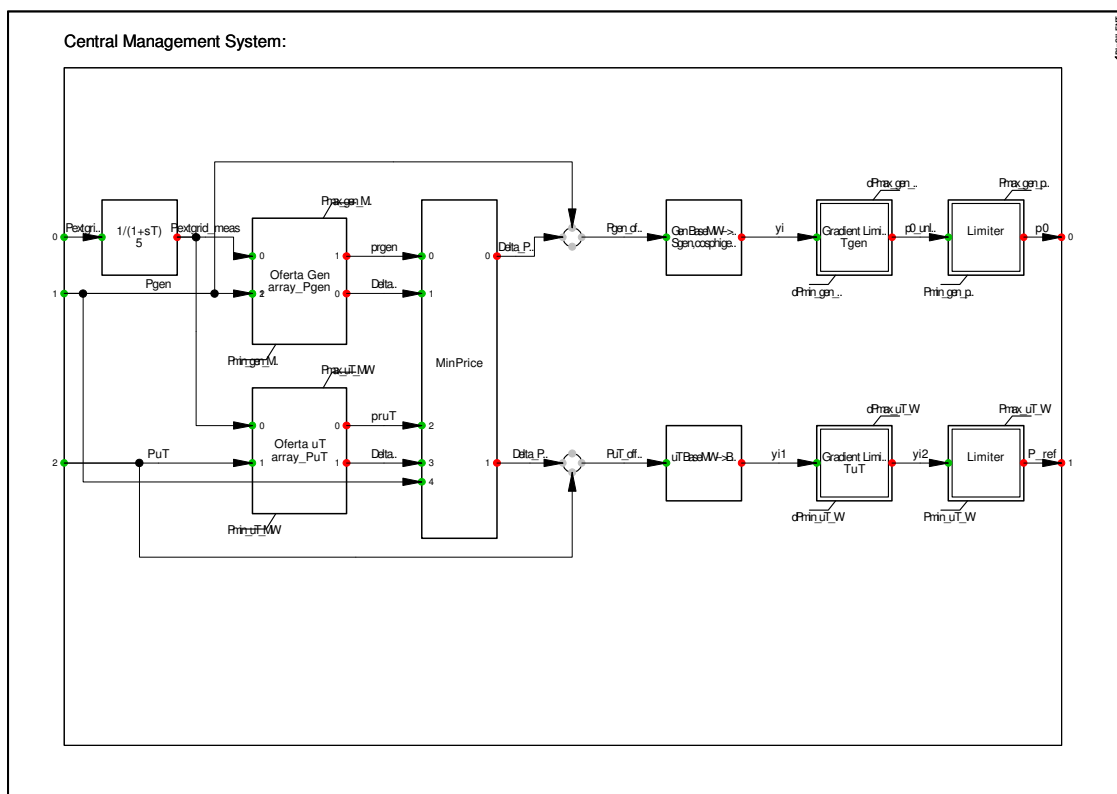 Central Management System:
Pextgri..
1/(1+sT)
5
Pextgrid_meas
Pgen
PuT
0
1
2
Pmax_gen_M..
Oferta Gen
array_Pgen
0
1
0
Pmin_gen_M..
prgen
Delta..
Pmax_uT_MW
Oferta uT
array_PuT
0
1
0
1
Pmin_uT_MW
pruT
Delta..
MinPrice
0
1
2
3
4
0
1
Delta_P..
Delta_P..
Pgen_of..
PuT_off..
GenBaseMW->..
Sgen,cosphige..
yi
dPmax_gen_..
Gradient Limi..
Tgen
dPmin_gen_..
p0_unl..
Pmax_gen_p..
Limiter
Pmin_gen_p..
p0
0
uTBaseMW->B..
yi1
dPmax_uT_W
Gradient Limi..
TuT
dPmin_uT_W
yi2
Pmax_uT_W
Limiter
Pmin_uT_W
P_ref
1